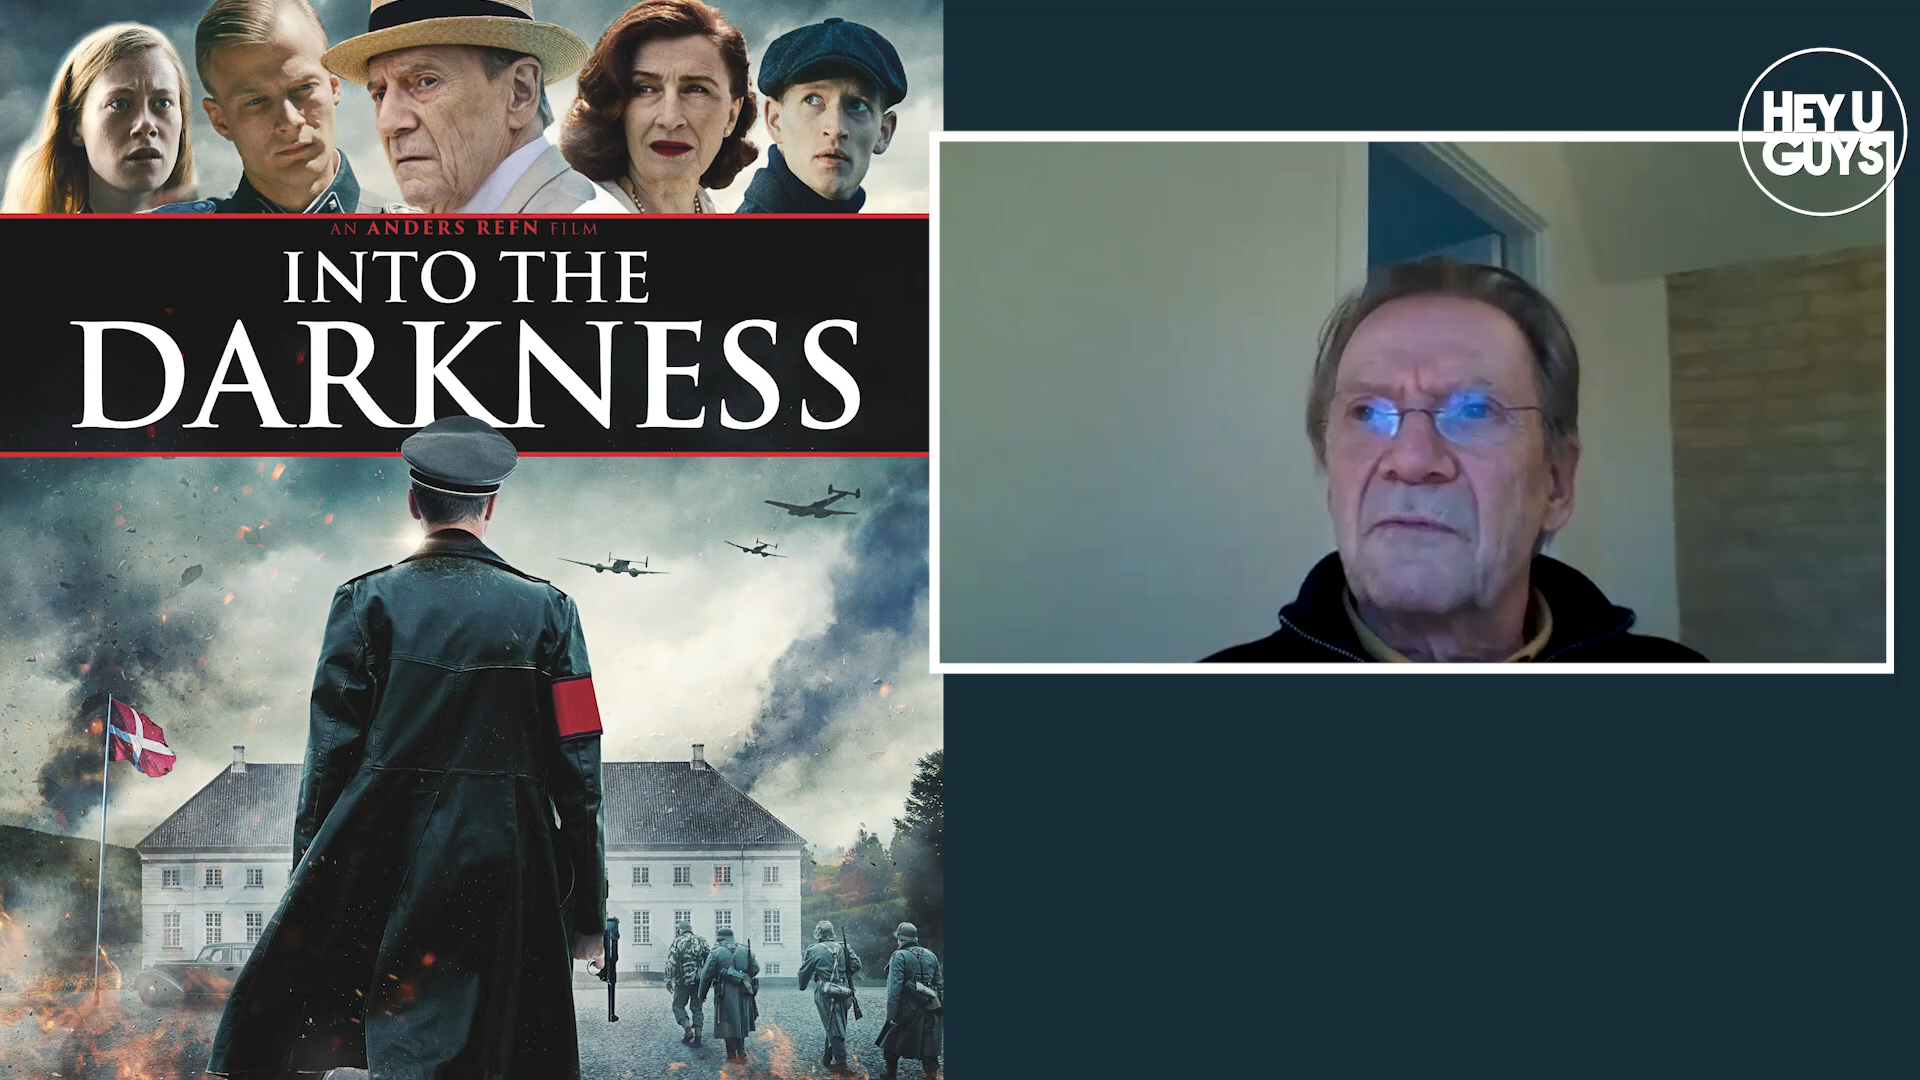 AN ANDERS REFN FILM
INTO THE
DARKNESS
HEY U
GUYS